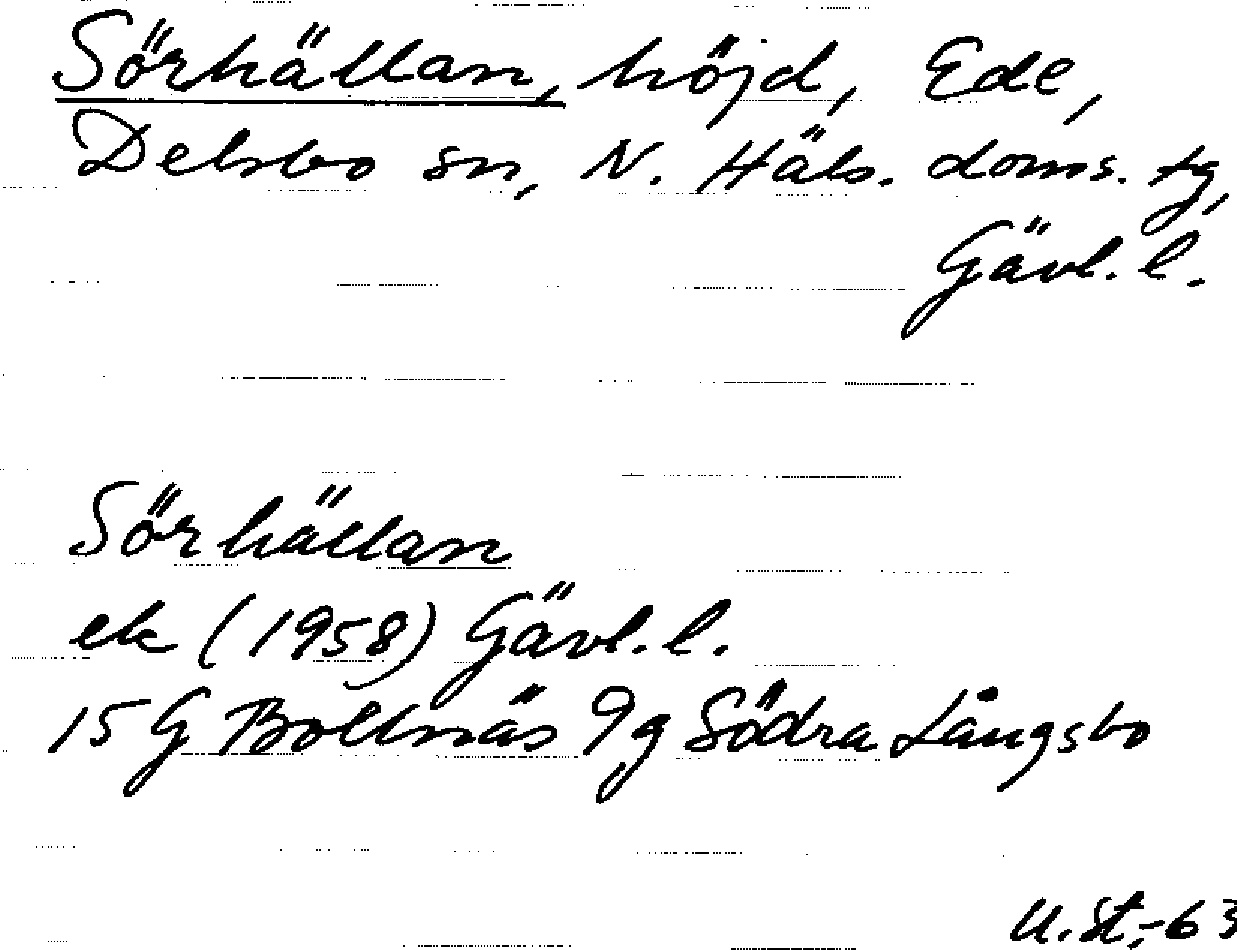 Sörhällan, höjd, Ede,
Delsbo sn, N. Häls. doms. tg,
Gävl. l.
Sörhällan
ek (1958) Gävl. l.
15 G Bollnäs 9g Södra Långsbo
U. St. -63